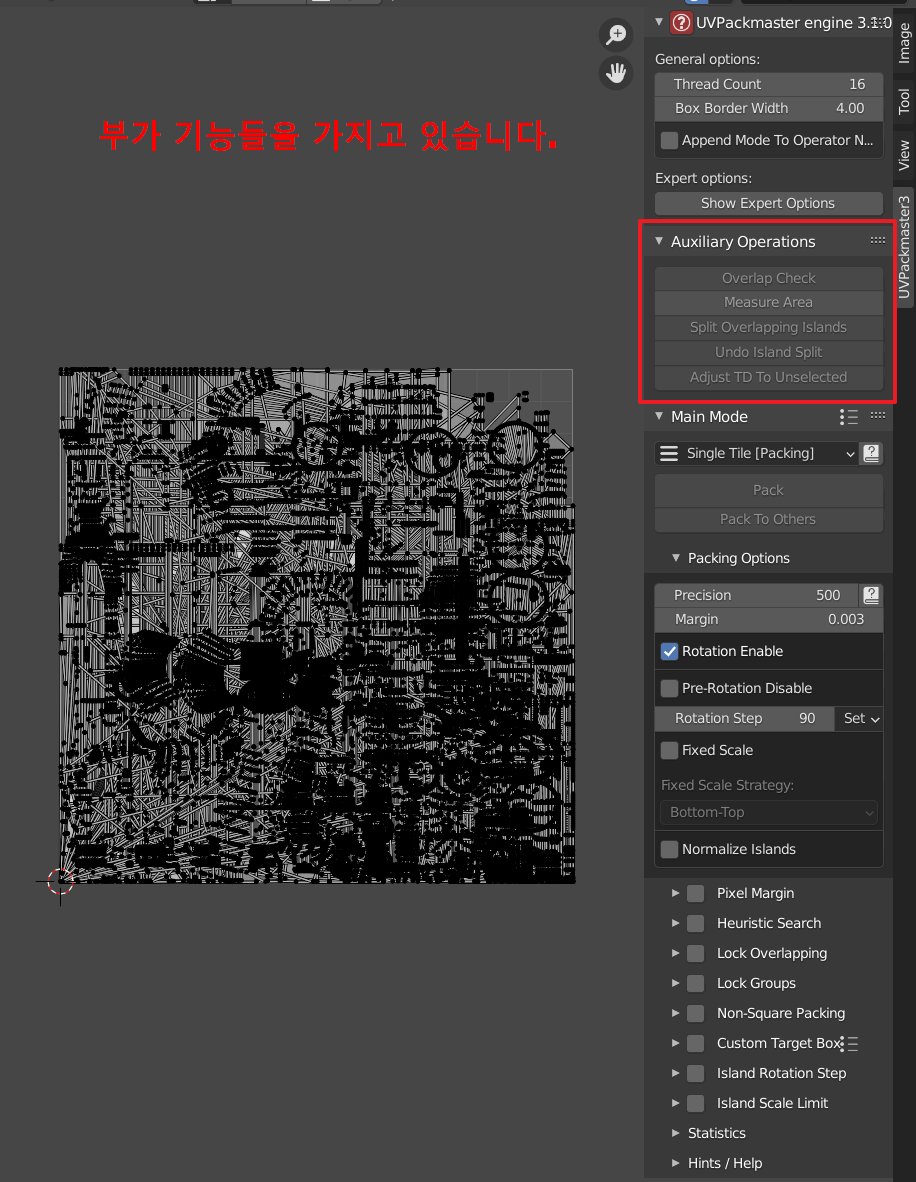 UVPackmaster engine 3.1.0
General options:
Thread Count 16
Box Border Width 4.00
Append Mode To Operator N...
Expert options:
Show Expert Options
Auxiliary Operations
Overlap Check
Measure Area
Split Overlapping Islands
Undo Island Split
Adjust TD To Unselected
Main Mode
Single Tile [Packing]
Pack
Pack To Others
Packing Options
Precision 500
Margin 0.003
Rotation Enable
Pre-Rotation Disable
Rotation Step 90 Set
Fixed Scale
Fixed Scale Strategy:
Bottom-Top
Normalize Islands
Pixel Margin
Heuristic Search
Lock Overlapping
Lock Groups
Non-Square Packing
Custom Target Box
Island Rotation Step
Island Scale Limit
Statistics
Hints / Help
Image
Tool
View
UVPackmaster3
부가 기능들을 가지고 있습니다.